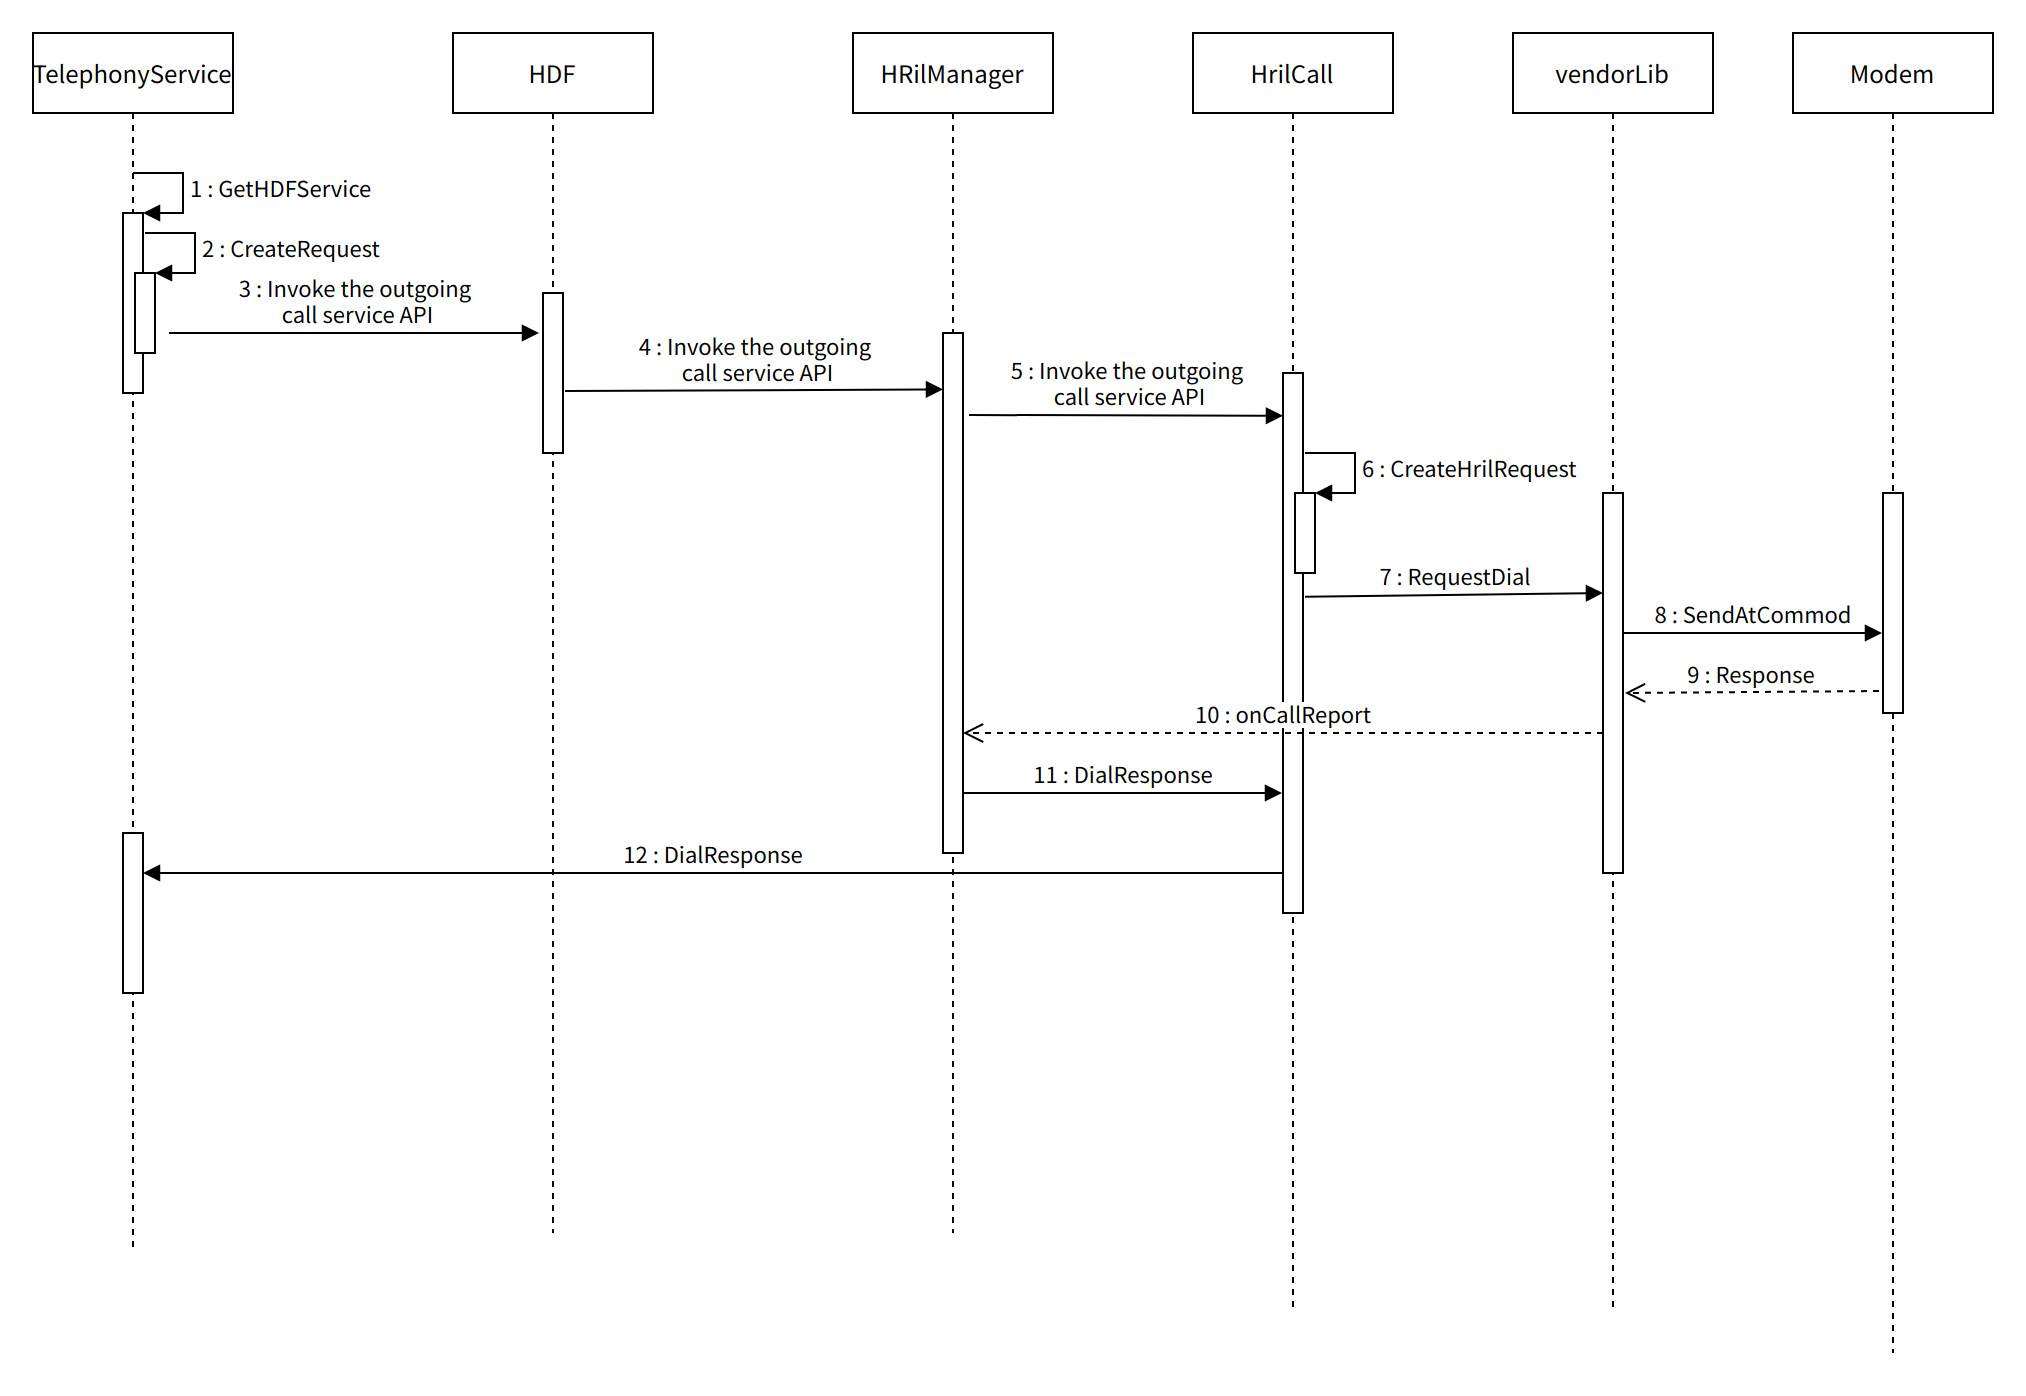 TelephonyService
HDF
HRilManager
HrilCall
vendorLib
Modem
1 : GetHDFService
2 : CreateRequest
3 : Invoke the outgoing
call service API
4 : Invoke the outgoing
call service API
5 : Invoke the outgoing
call service API
6 : CreateHrilRequest
7 : RequestDial
8 : SendAtCommod
9 : Response
10 : onCallReport
11 : DialResponse
12 : DialResponse